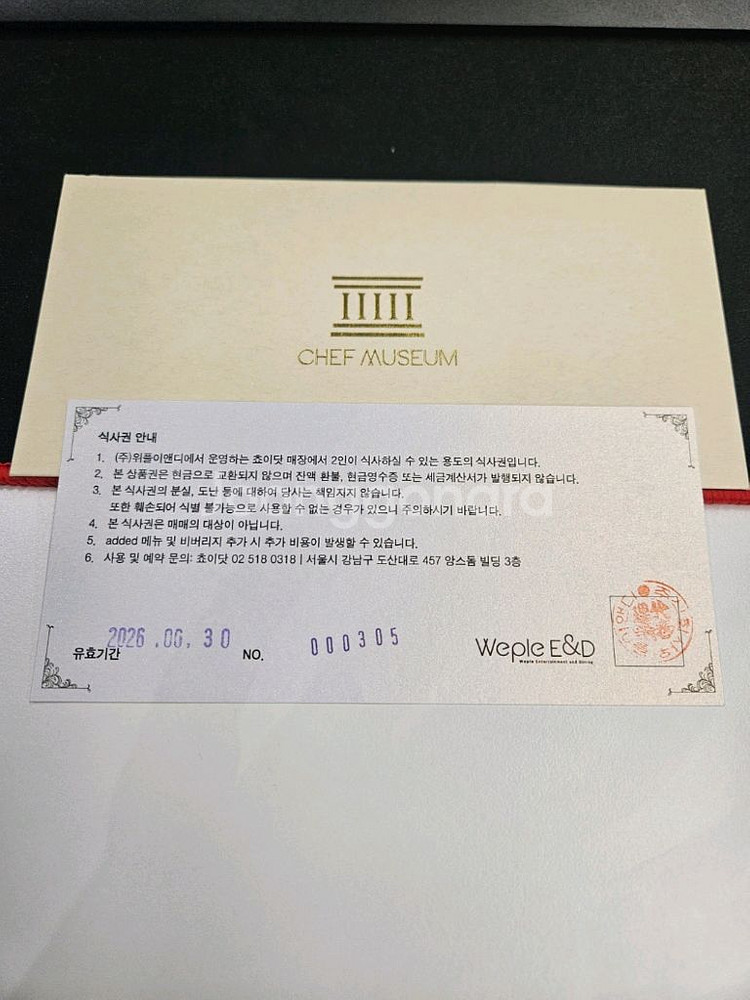 CHEF MUSEUM
식사권 안내
1. (주)위플이앤디에서 운영하는 쵸이닷 매장에서 2인이 식사하실 수 있는 용도의 식사권입니다.
2. 본 상품권은 현금으로 교환되지 않으며 잔액 환불, 현금영수증 또는 세금계산서가 발행되지 않습니다.
3. 본 식사권의 분실, 도난 등에 대하여 당사는 책임지지 않습니다.
또한 훼손되어 식별 불가능으로 사용할 수 없는 경우가 있으니 주의하시기 바랍니다.
4. 본 식사권은 매매의 대상이 아닙니다.
5. added 메뉴 및 비버리지 추가 시 추가 비용이 발생할 수 있습니다.
6. 사용 및 예약 문의: 쵸이닷 02 518 0318 | 서울시 강남구 도산대로 457 앙스돔 빌딩 3층
유효기간 2026.06.30 NO. 000305
Weple E&D
Weple Entertainment and Dining